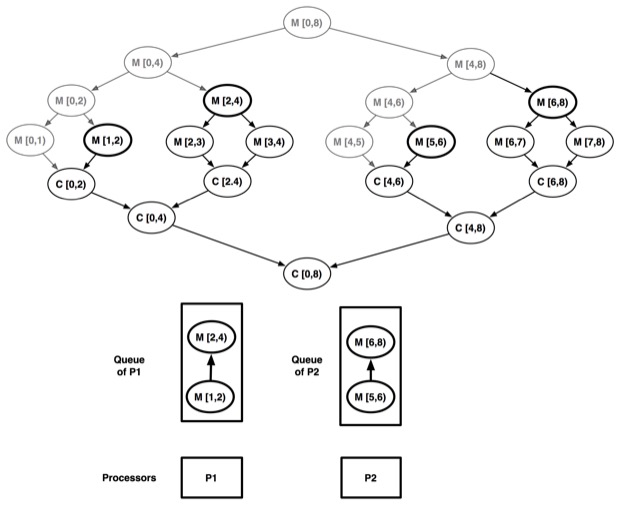 M [0,8)
M [0,4)
M [4,8)
M [0,2)
M [2,4)
M [4,6)
M [6,8)
M [0,1)
M [1,2)
M [2,3)
M [3,4)
M [4,5)
M [5,6)
M [6,7)
M [7,8)
C [0,2)
C [2.4)
C [4,6)
C [6,8)
C [0,4)
C [4,8)
C [0,8)
Queue
of P1
M [2,4)
M [1,2)
Queue
of P2
M [6,8)
M [5,6)
Processors
P1
P2